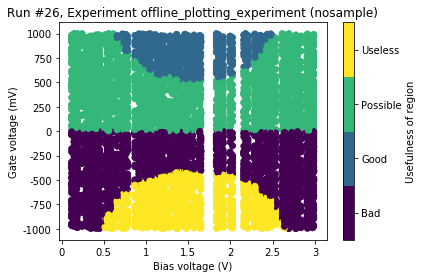 Run #26, Experiment offline_plotting_experiment (nosample)
1000
750
500
250
0
-250
-500
-750
-1000
Gate voltage (mV)
0
0.5
1
1.5
2
2.5
3
Bias voltage (V)
Useless
Possible
Good
Bad
Usefulness of region